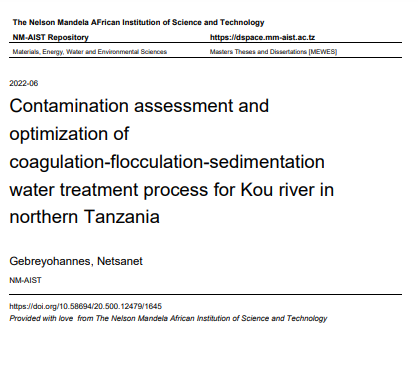 The Nelson Mandela AFrican Institution of Science and Technology
NM-AIST Repository https://dspace.mm-aist.ac.tz
Materials, Energy, Water and Environmental Sciences Masters Theses and Dissertations [MEWES]
2022-06
Contamination assessment and
optimization of
coagulation-flocculation-sedimentation
water treatment process for Kou river in
northern Tanzania
Gebreyohannes, Netsanet
NM-AIST
https://doi.org/10.58694/20.500.12479/1645
Provided with love from The Nelson Mandela African Institution of Science and Technology